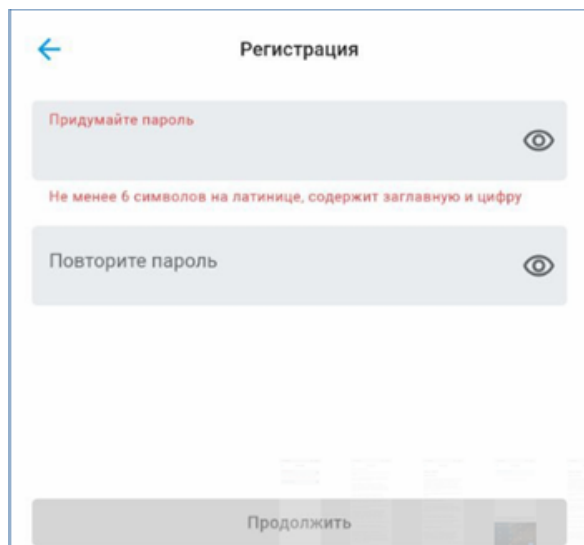 Регистрация
Придумайте пароль
Не менее 6 символов на латинице, содержит заглавную и цифру
Повторите пароль
Продолжить